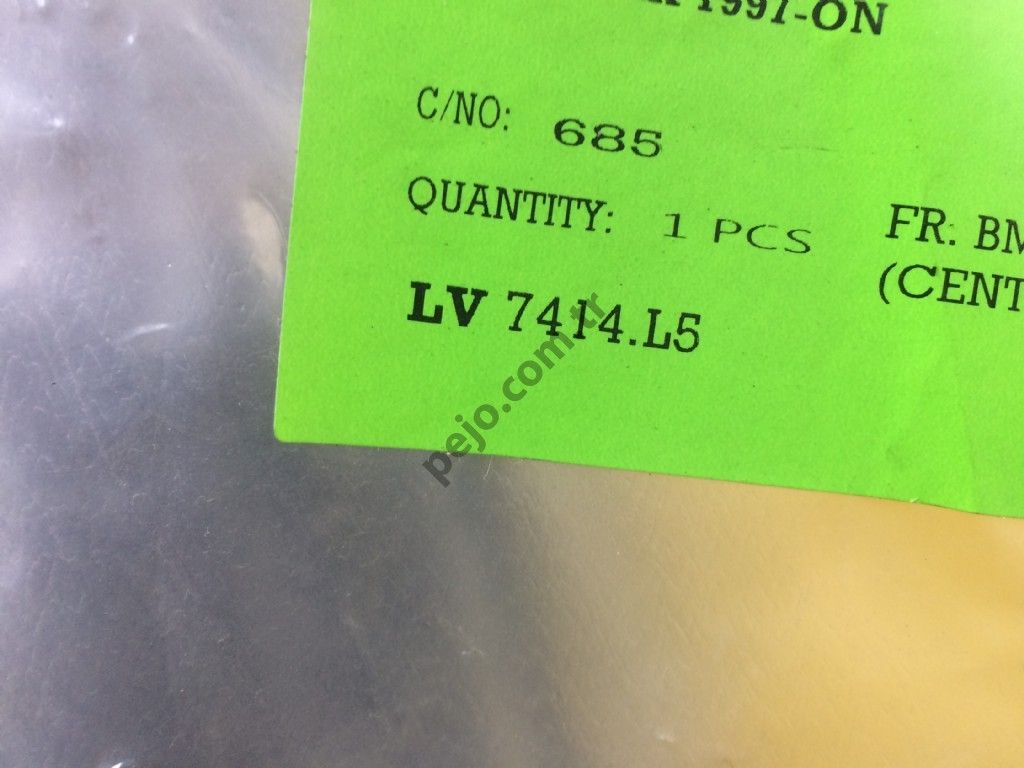 1997-ON
C/NO: 685
QUANTITY: 1 PCS
FR. BM
(CENT
LV 7414.L5
pejo.com.tr